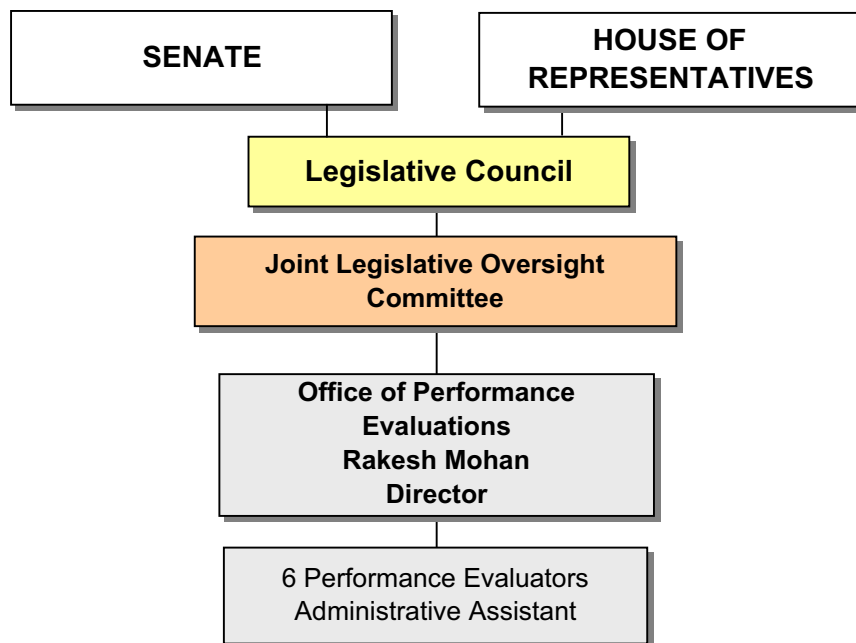 SENATE
HOUSE OF
REPRESENTATIVES
Legislative Council
Joint Legislative Oversight
Committee
Office of Performance
Evaluations
Rakesh Mohan
Director
6 Performance Evaluators
Administrative Assistant